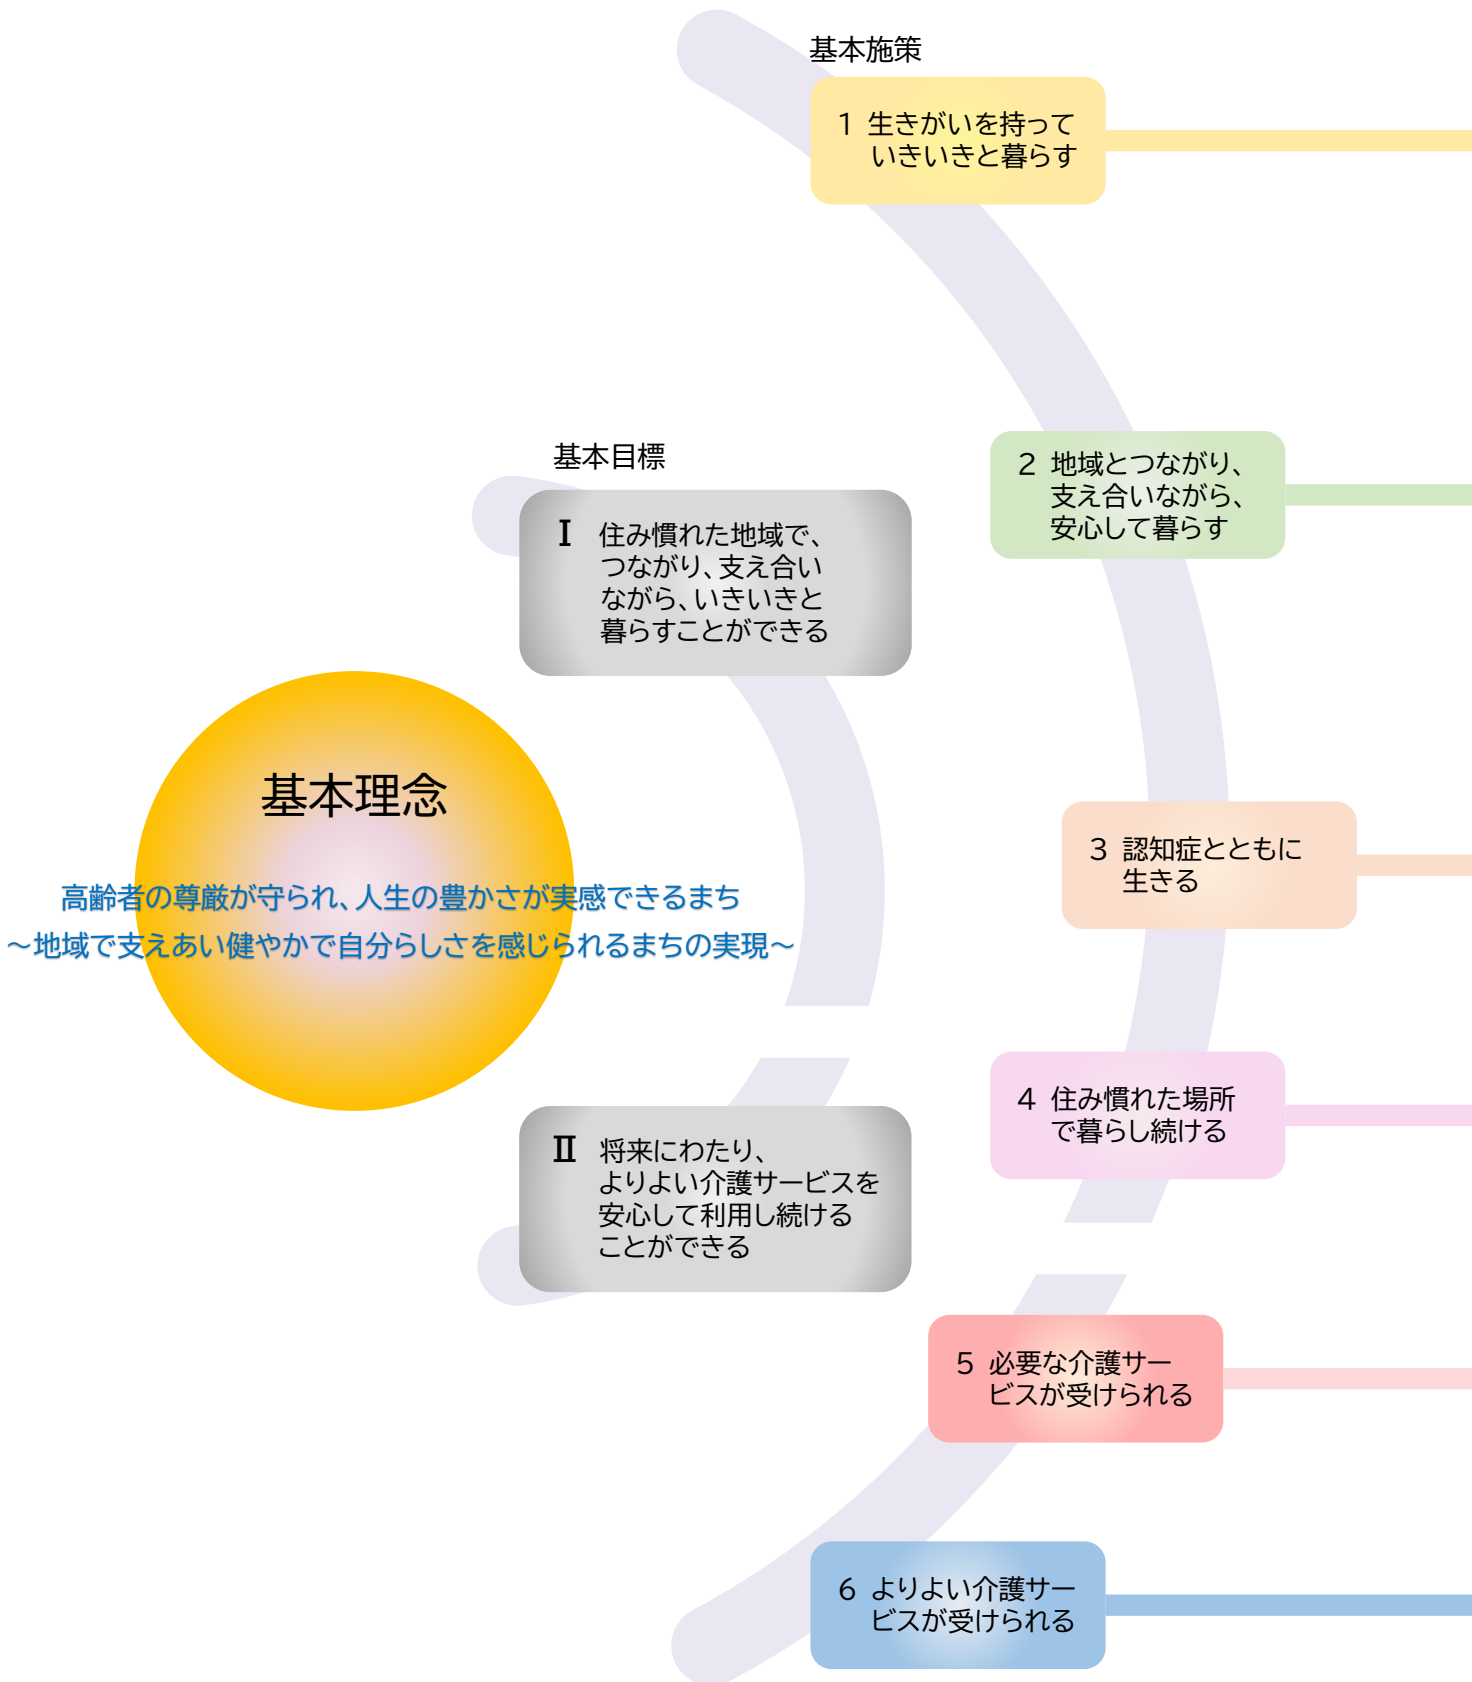 基本理念
高齢者の尊厳が守られ、人生の豊かさが実感できるまち
～地域で支えあい健やかで自分らしさを感じられるまちの実現～
基本目標
Ⅰ 住み慣れた地域で、
つながり、支え合い
ながら、いきいきと
暮らすことができる
Ⅱ 将来にわたり、
よりよい介護サービスを
安心して利用し続ける
ことができる
基本施策
1 生きがいを持って
いきいきと暮らす
2 地域とつながり、
支え合いながら、
安心して暮らす
3 認知症とともに
生きる
4 住み慣れた場所
で暮らし続ける
5 必要な介護サー
ビスが受けられる
6 よりよい介護サー
ビスが受けられる